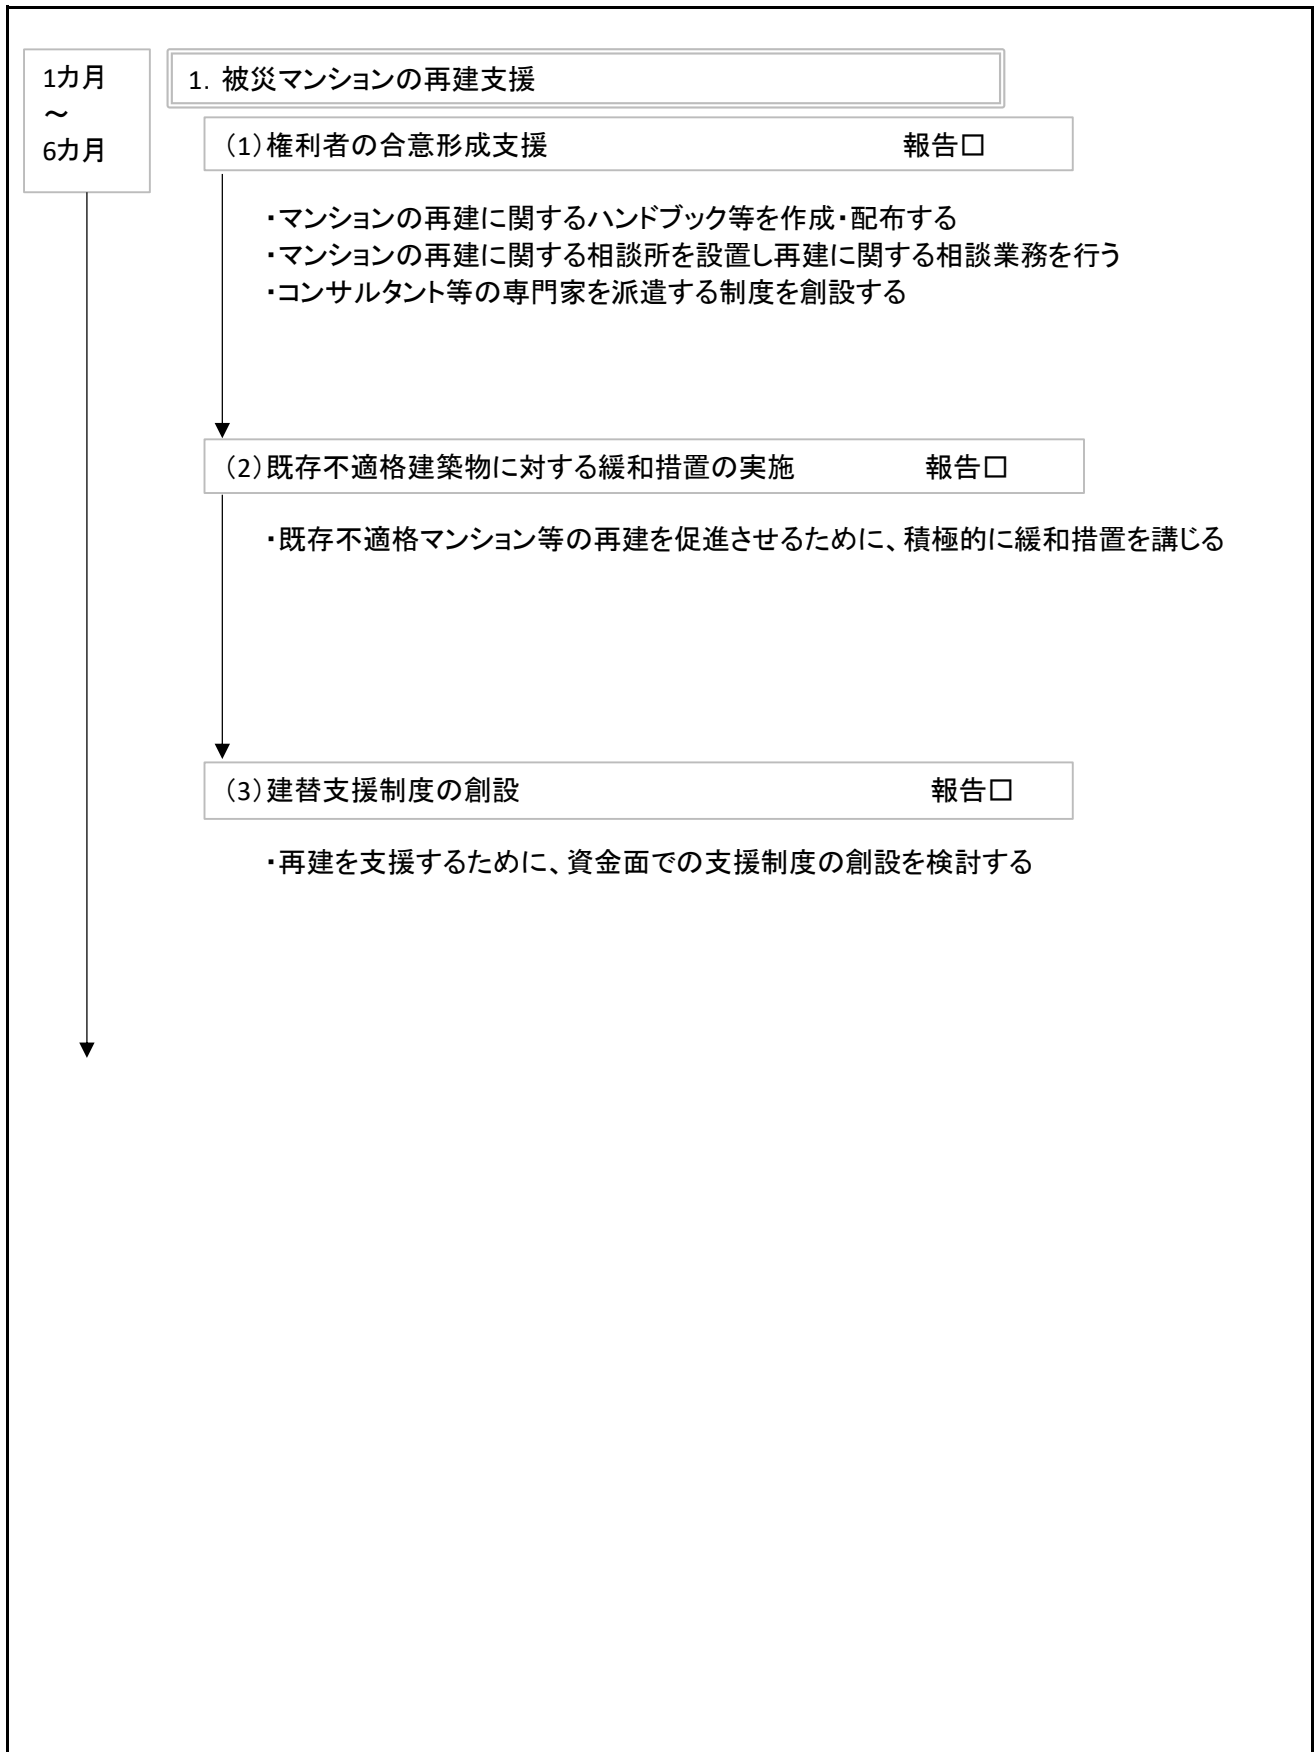 1カ月
～
6カ月
1．被災マンションの再建支援
（1）権利者の合意形成支援 報告□
・マンションの再建に関するハンドブック等を作成・配布する
・マンションの再建に関する相談所を設置し再建に関する相談業務を行う
・コンサルタント等の専門家を派遣する制度を創設する
（2）既存不適格建築物に対する緩和措置の実施 報告□
・既存不適格マンション等の再建を促進させるために、積極的に緩和措置を講じる
（3）建替支援制度の創設 報告□
・再建を支援するために、資金面での支援制度の創設を検討する